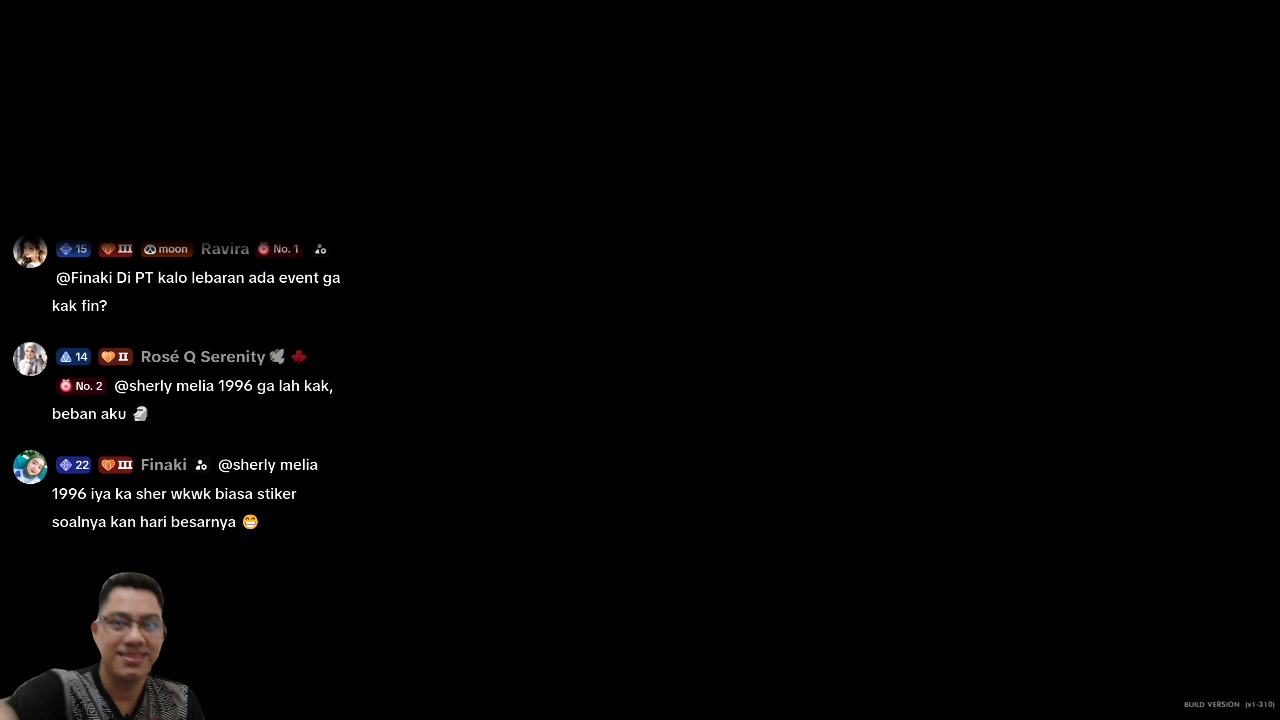 15 III moon Ravira No. 1
@Finaki Di PT kalo lebaran ada event ga
kak fin?
14 II Rosé Q Serenity 🕊️ ♣️
No. 2 @sherly melia 1996 ga lah kak,
beban aku 🗿
22 III Finaki @sherly melia
1996 iya ka sher wkwk biasa stiker
soalnya kan hari besarnya 😁
BUILD VERSION (v1-310)